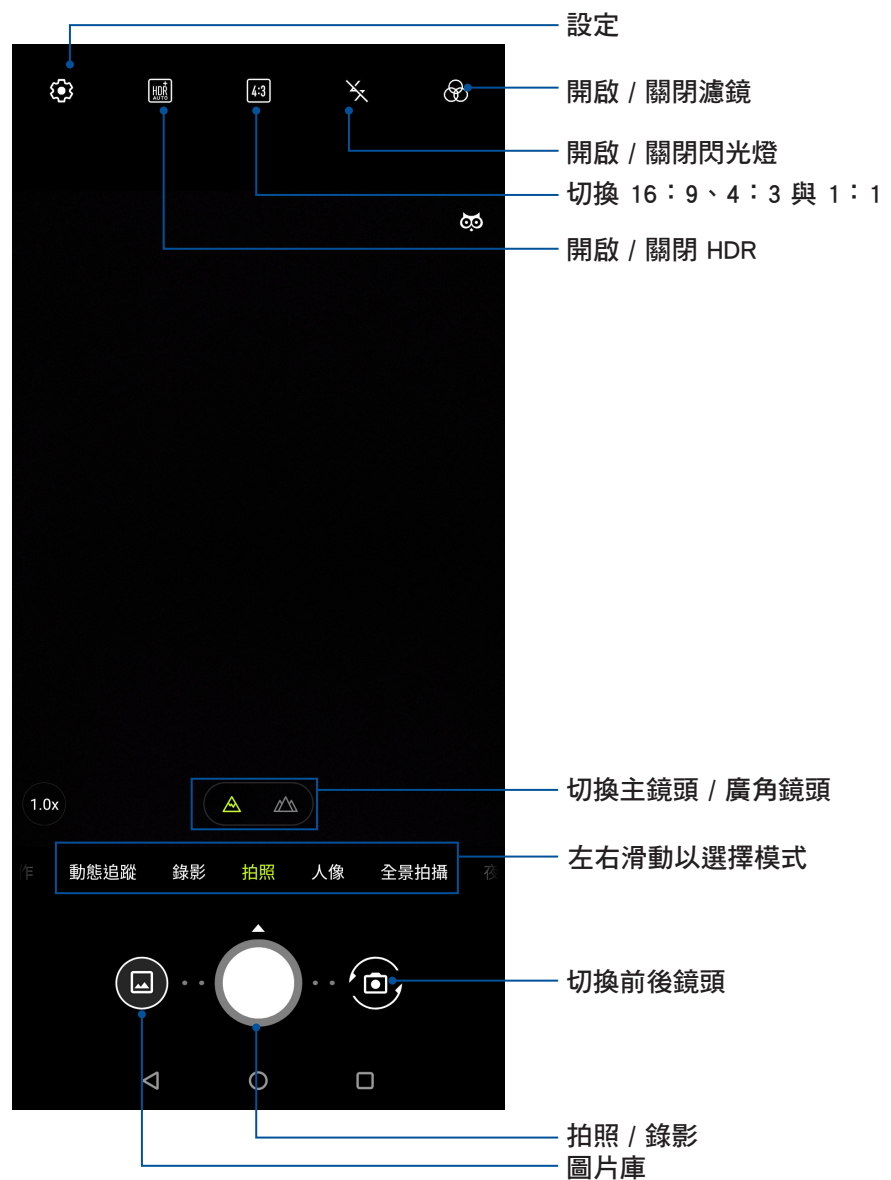 設定
HDR
AUTO
4:3
開啟 / 關閉濾鏡
開啟 / 關閉閃光燈
切換 16：9、4：3 與 1：1
開啟 / 關閉 HDR
1.0x
切換主鏡頭 / 廣角鏡頭
作 動態追蹤 錄影 拍照 人像 全景拍攝 夜
左右滑動以選擇模式
切換前後鏡頭
拍照 / 錄影
圖片庫